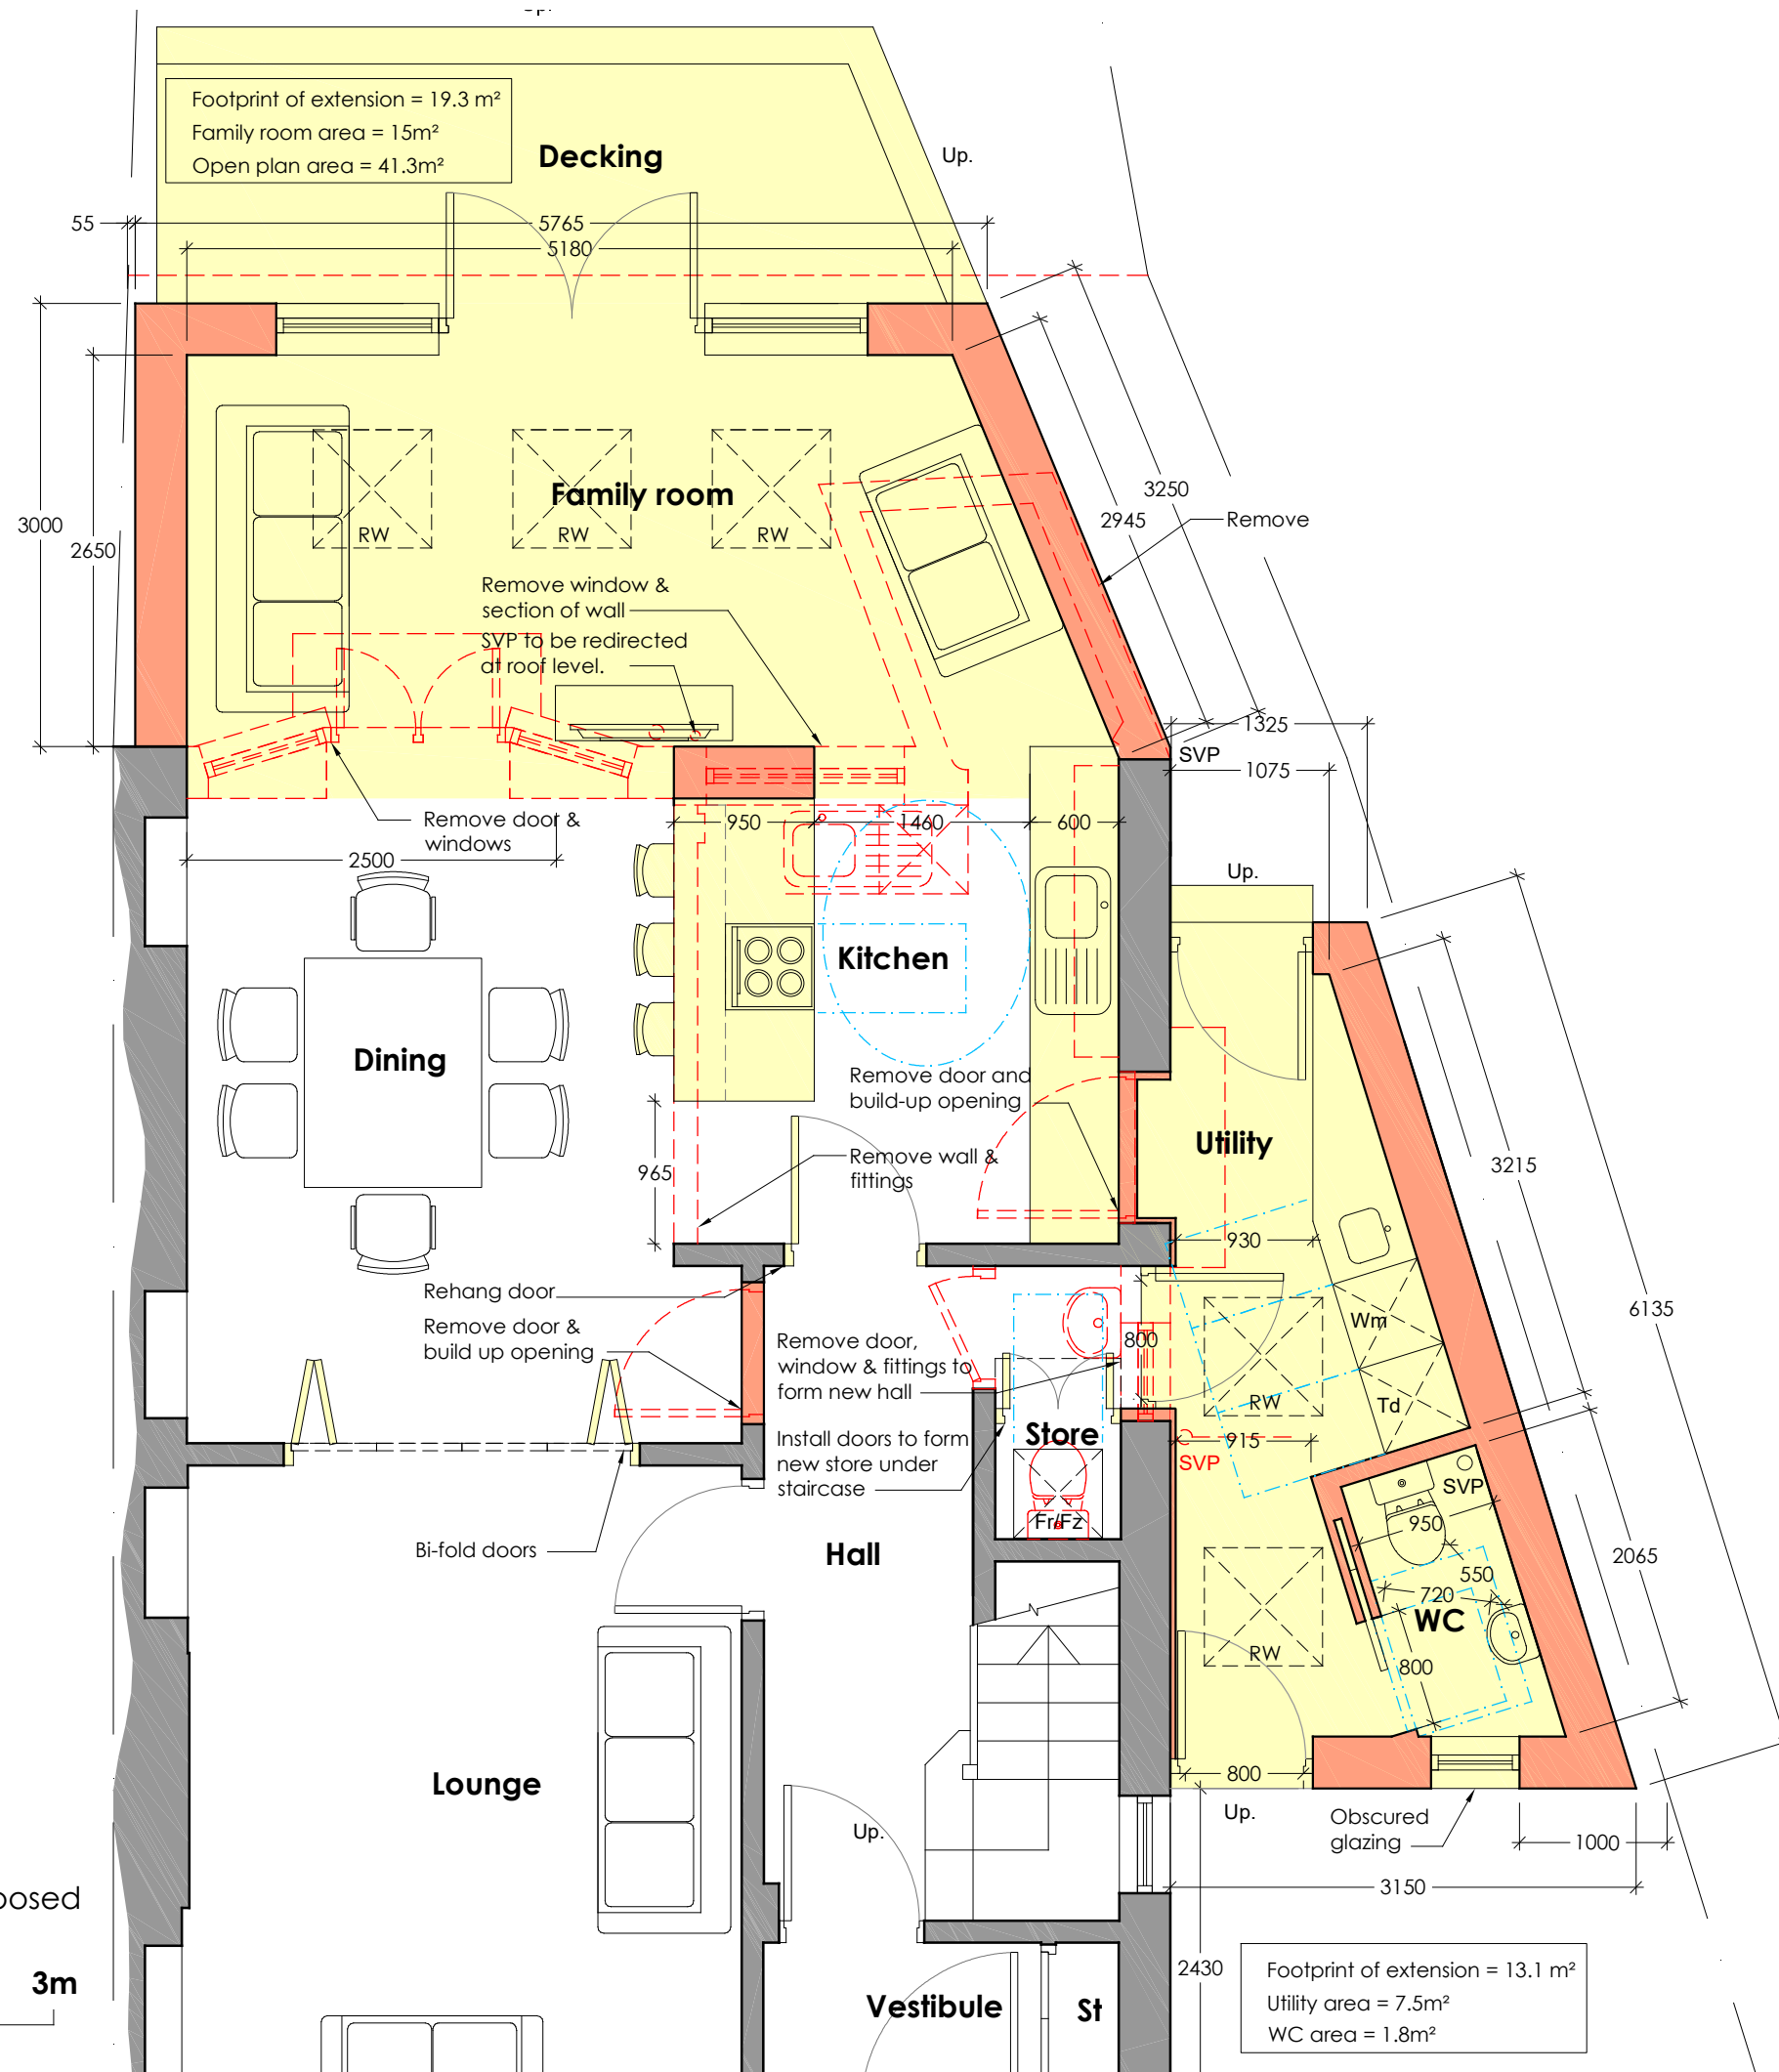 Up.
Footprint of extension = 19.3 m²
Family room area = 15m²
Open plan area = 41.3m²
Decking
Up.
55
5765
5180
3250
2945
Remove
3000
2650
Family room
RW
RW
RW
Remove window &
section of wall
SVP to be redirected
at roof level.
1325
SVP
1075
Remove door &
windows
950
1460
600
2500
Up.
Kitchen
Dining
Remove door and
build-up opening
Utility
3215
965
Remove wall &
fittings
930
Rehang door
6135
Remove door &
build up opening
Remove door,
window & fittings to
form new hall
800
Wm
RW
Td
Store
Install doors to form
new store under
staircase
915
SVP
SVP
Fr/Fz
950
Bi-fold doors
Hall
2065
550
720
WC
RW
800
800
Lounge
Up.
Up.
Obscured
glazing
1000
3150
posed
2430
3m
Vestibule
St
Footprint of extension = 13.1 m²
Utility area = 7.5m²
WC area = 1.8m²